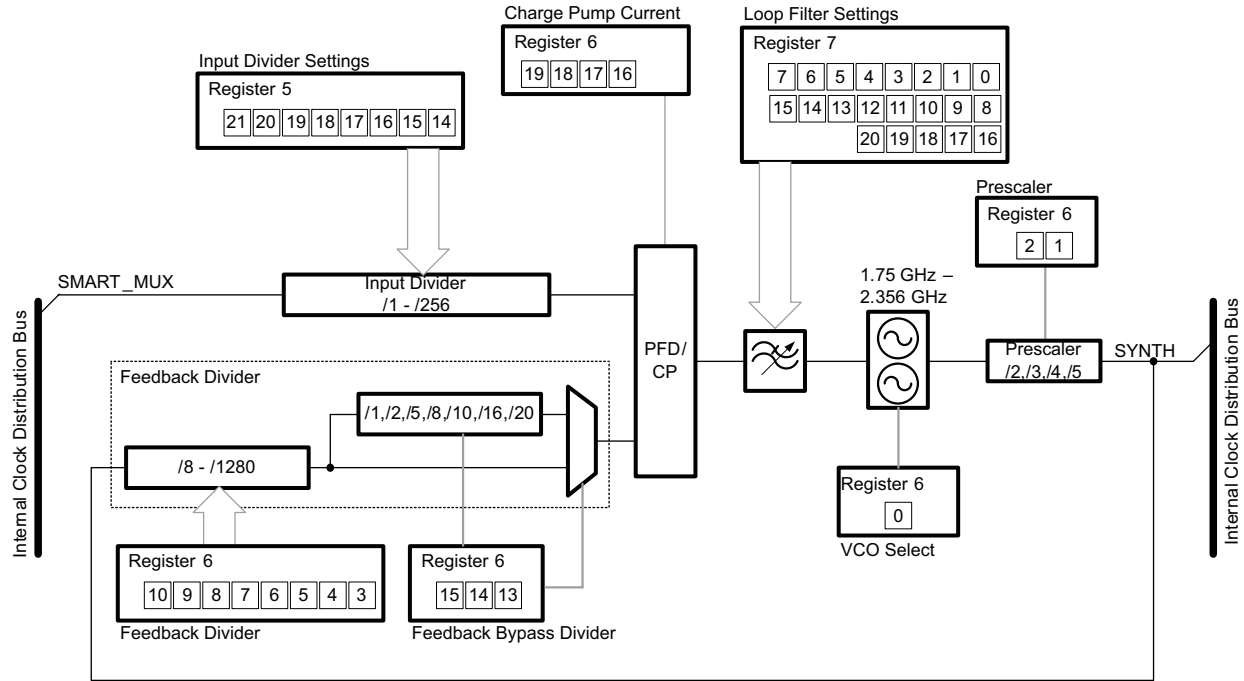 Charge Pump Current
Register 6
19 18 17 16
Loop Filter Settings
Register 7
7 6 5 4 3 2 1 0
15 14 13 12 11 10 9 8
20 19 18 17 16
Input Divider Settings
Register 5
21 20 19 18 17 16 15 14
Prescaler
Register 6
2 1
SMART_MUX
Input Divider
/1 - /256
1.75 GHz –
2.356 GHz
PFD/
CP
Prescaler
/2,/3,/4,/5
SYNTH
Internal Clock Distribution Bus
Internal Clock Distribution Bus
Feedback Divider
/1,/2,/5,/8,/10,/16,/20
/8 - /1280
Register 6
0
VCO Select
Register 6
10 9 8 7 6 5 4 3
Feedback Divider
Register 6
15 14 13
Feedback Bypass Divider